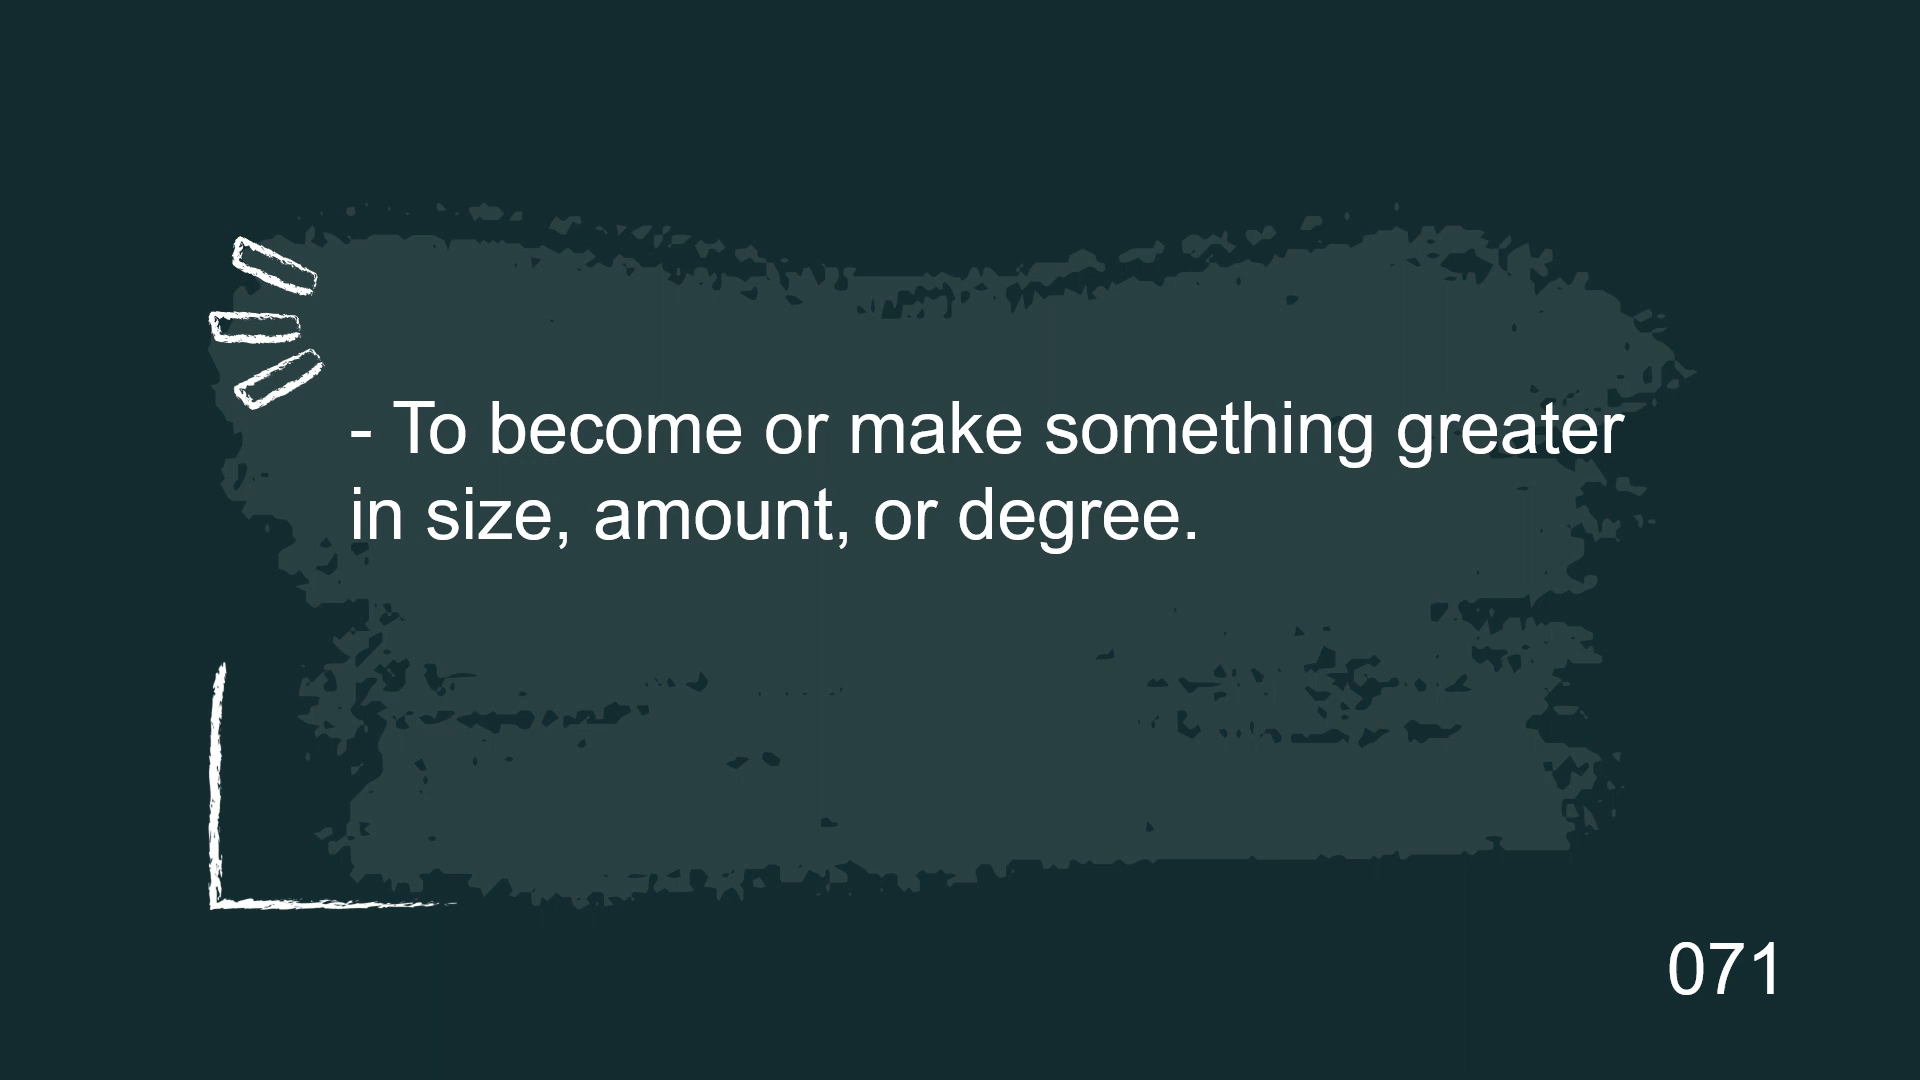 - To become or make something greater
in size, amount, or degree.
071